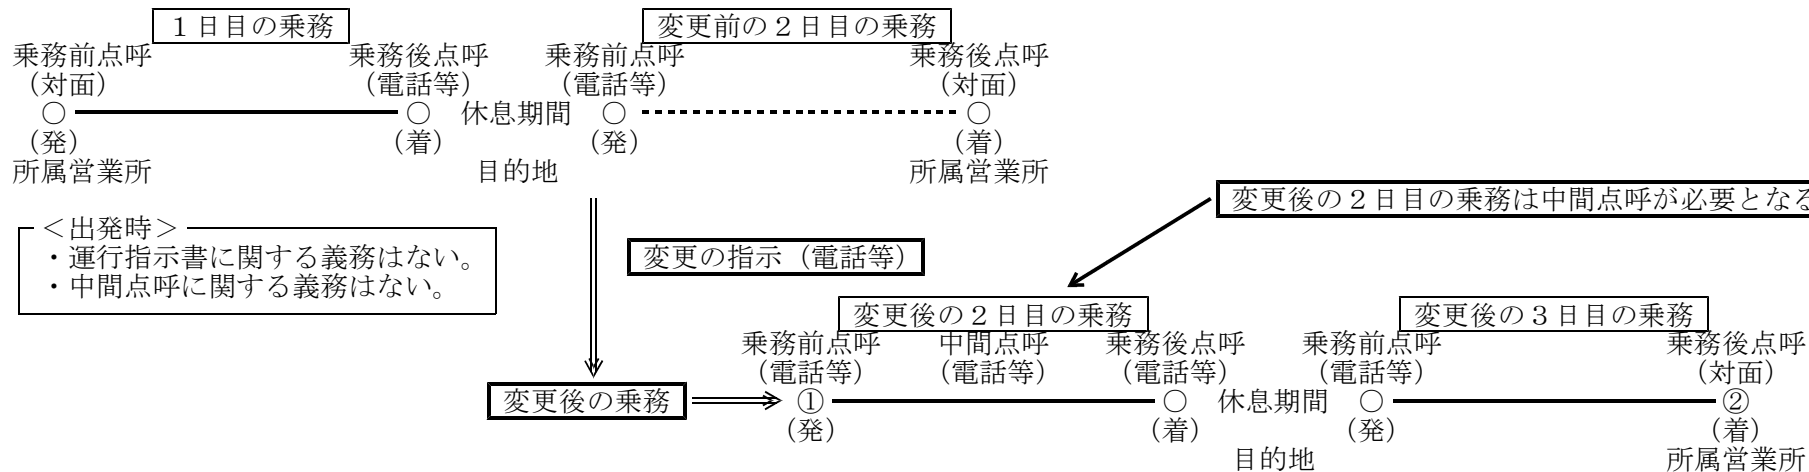 １日目の乗務
変更前の２日目の乗務
乗務前点呼 乗務後点呼 乗務前点呼 乗務後点呼
（対面） （電話等） （電話等） （対面）
○ ○ 休息期間 ○ ○
（発） （着） （発） （着）
所属営業所 目的地 所属営業所
変更後の２日目の乗務は中間点呼が必要となる
＜出発時＞
・運行指示書に関する義務はない。
・中間点呼に関する義務はない。
変更の指示（電話等）
変更後の２日目の乗務 変更後の３日目の乗務
乗務前点呼 中間点呼 乗務後点呼 乗務前点呼 乗務後点呼
（電話等） （電話等） （電話等） （電話等） （対面）
変更後の乗務 ① ○ 休息期間 ○ ②
（発） （着） （発） （着）
目的地 所属営業所